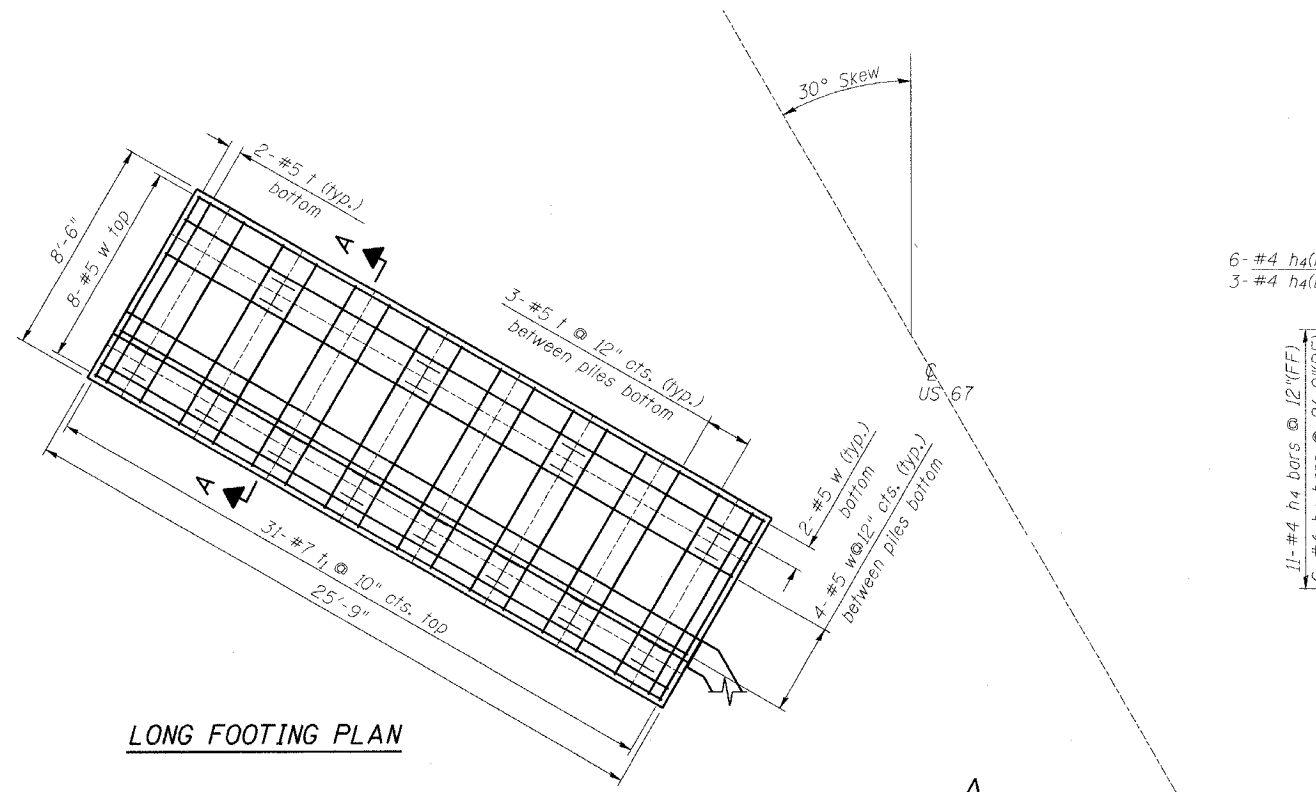 30° Skew
2- #5 t (typ.)
bottom
A
8'-6"
8- #5 w top
3- #5 t @ 12" cts. (typ.)
between piles bottom
℄
US 67
6- #4 h4(
3- #4 h4(
11- #4 h4 bars @ 12"(FF)
2- #5 w (typ.)
bottom
4- #5 w@12" cts. (typ.)
between piles bottom
A
31- #7 t1 @ 10" cts. top
25'-9"
LONG FOOTING PLAN